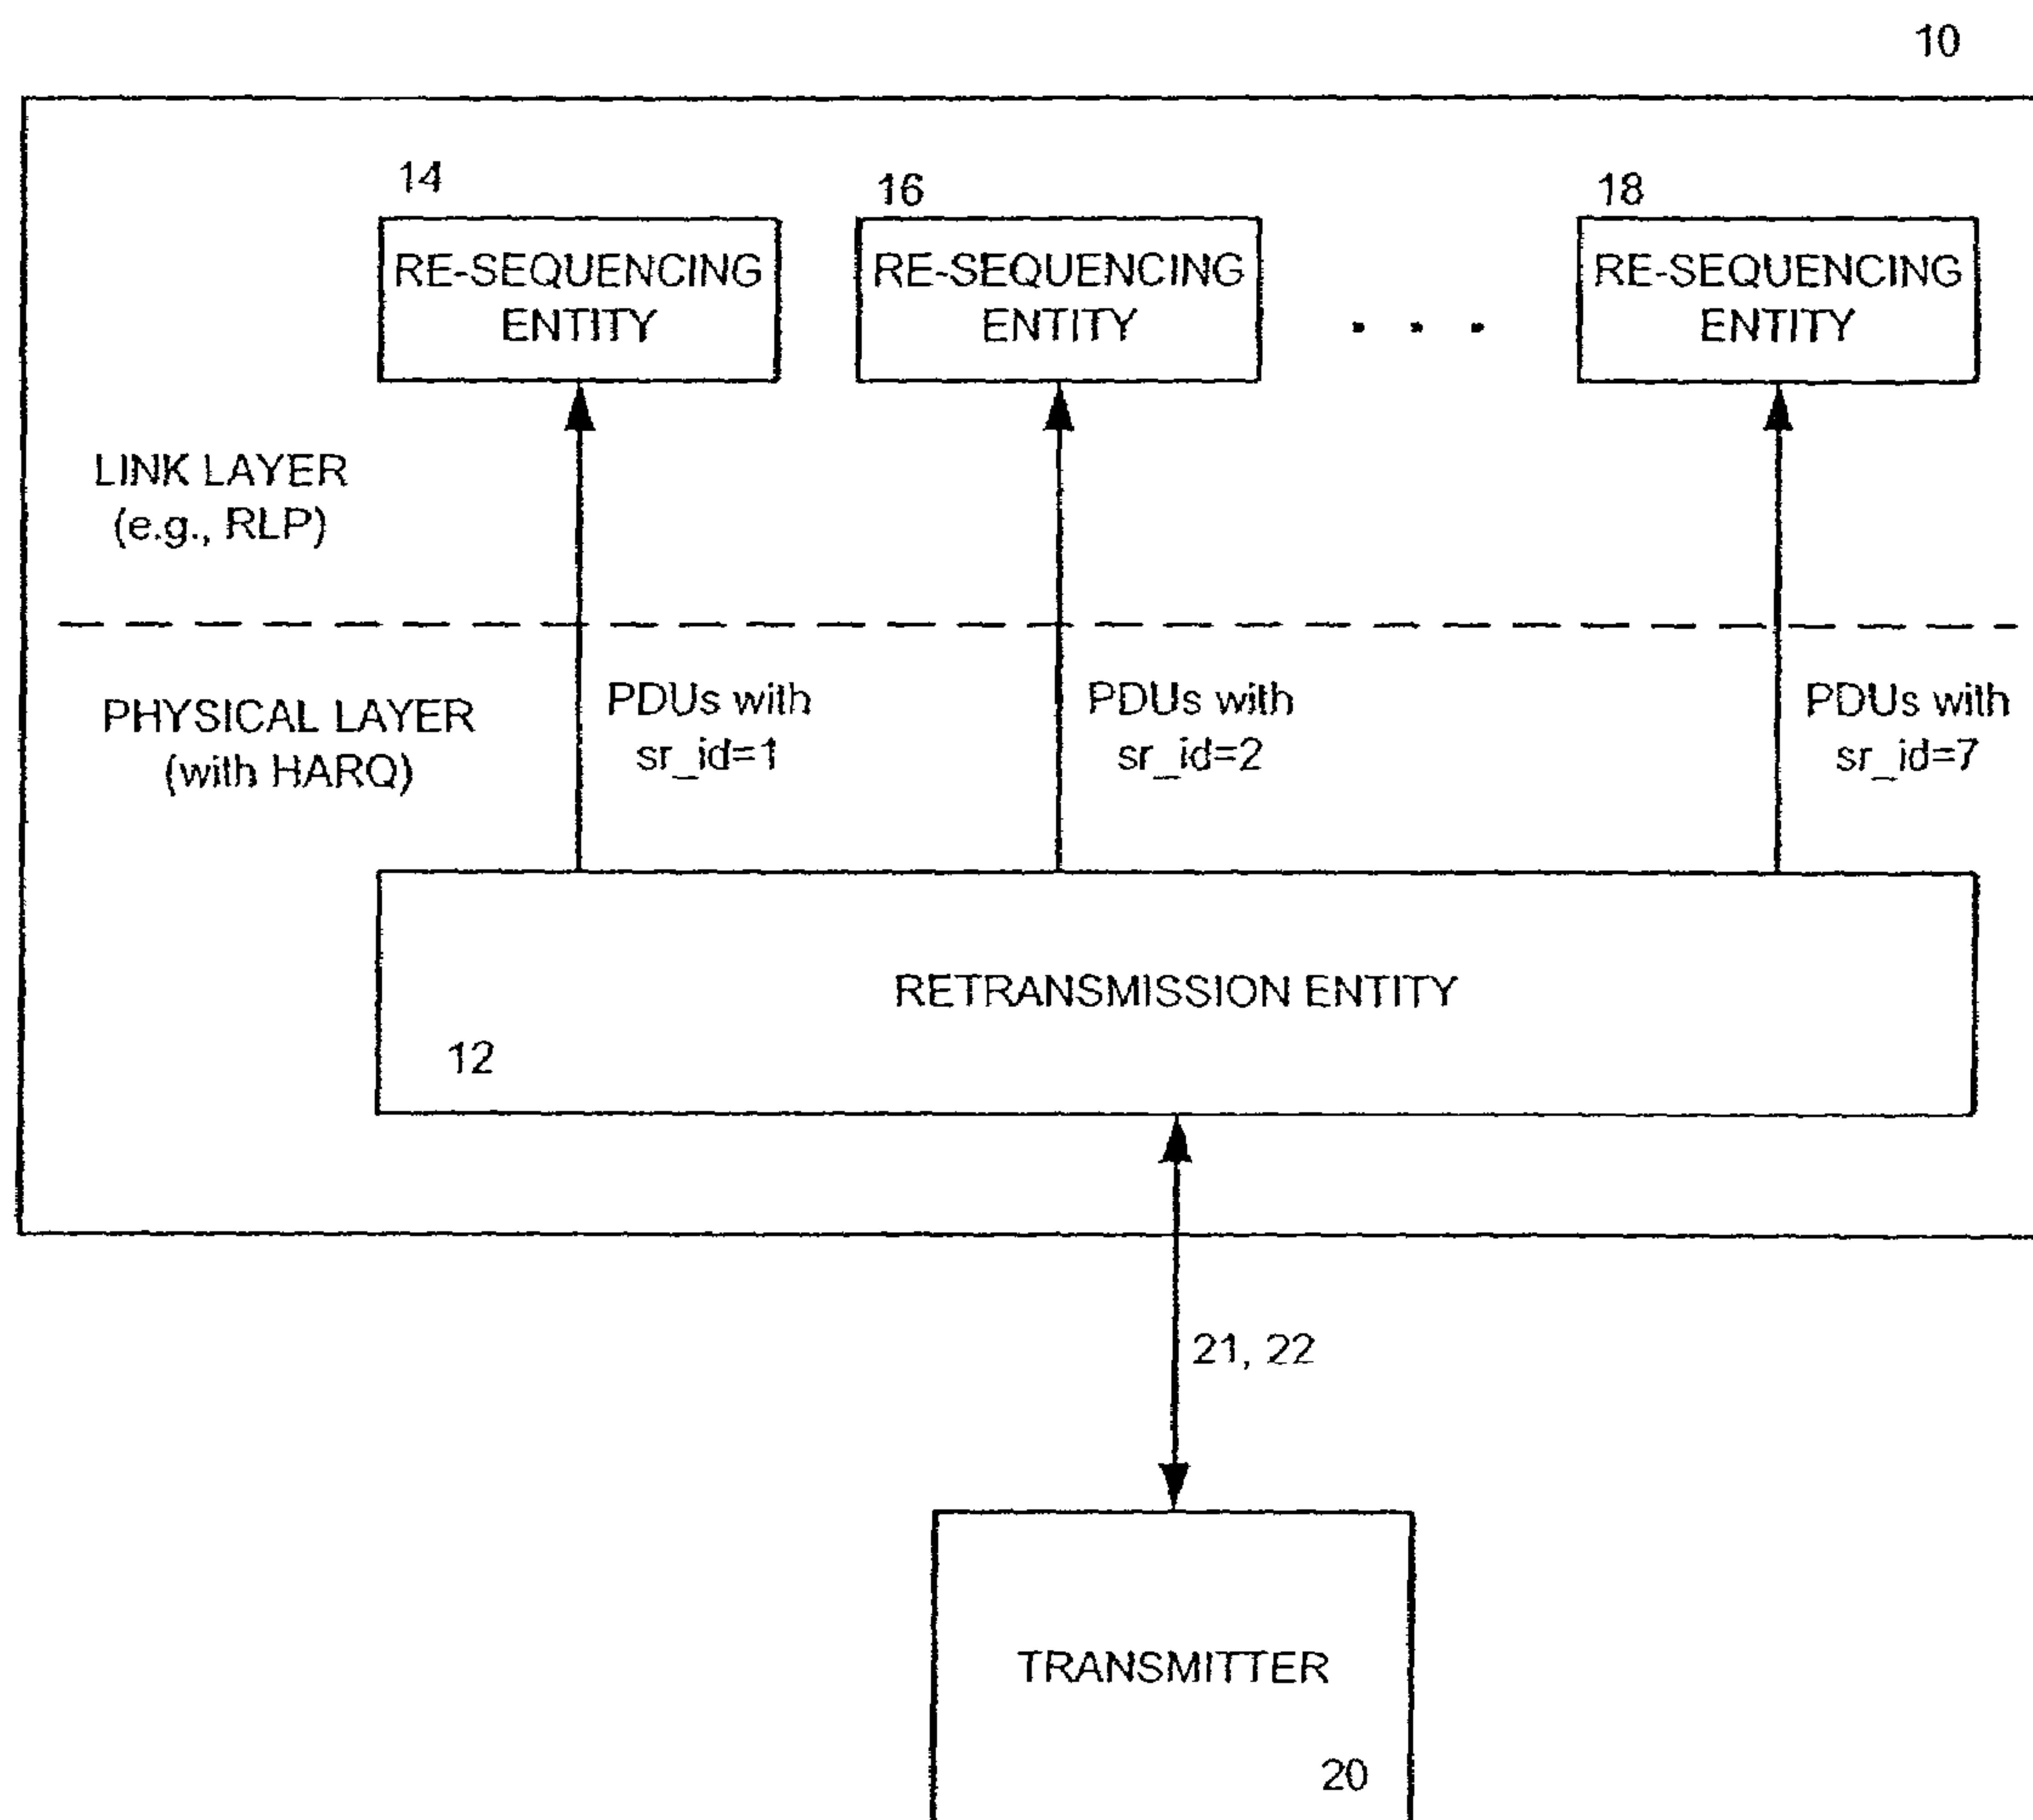 10
14
16
18
RE-SEQUENCING
ENTITY
RE-SEQUENCING
ENTITY
. . .
RE-SEQUENCING
ENTITY
LINK LAYER
(e.g., RLP)
PHYSICAL LAYER
(with HARQ)
PDUs with
sr_id=1
PDUs with
sr_id=2
PDUs with
sr_id=7
RETRANSMISSION ENTITY
12
21, 22
TRANSMITTER
20